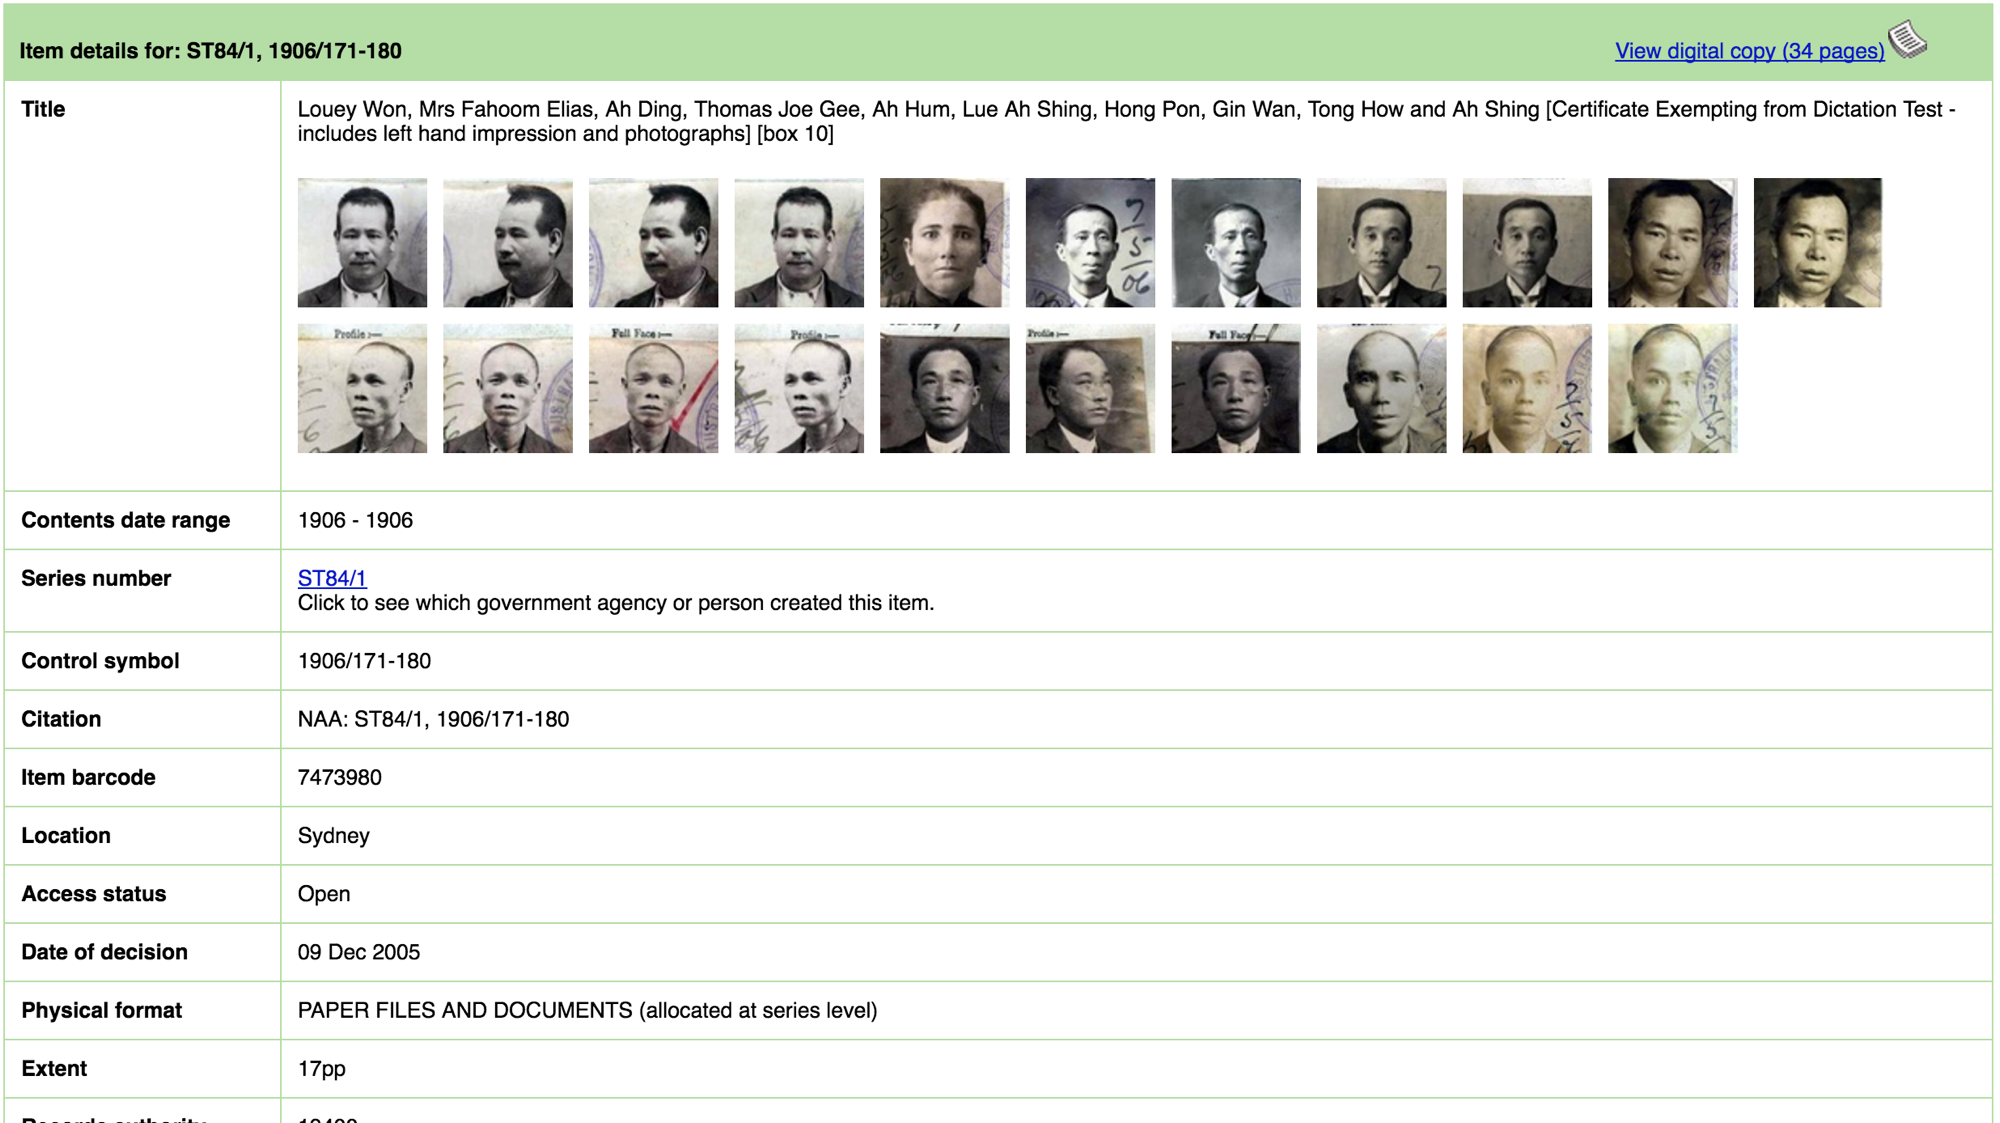 Item details for: ST84/1, 1906/171-180
View digital copy (34 pages)
Title
Louey Won, Mrs Fahoom Elias, Ah Ding, Thomas Joe Gee, Ah Hum, Lue Ah Shing, Hong Pon, Gin Wan, Tong How and Ah Shing [Certificate Exempting from Dictation Test -
includes left hand impression and photographs] [box 10]
7/5/06
7
Profile :—
Full Face :—
Profile :—
Profile :—
Full Face :—
Contents date range
1906 - 1906
Series number
ST84/1
Click to see which government agency or person created this item.
Control symbol
1906/171-180
Citation
NAA: ST84/1, 1906/171-180
Item barcode
7473980
Location
Sydney
Access status
Open
Date of decision
09 Dec 2005
Physical format
PAPER FILES AND DOCUMENTS (allocated at series level)
Extent
17pp